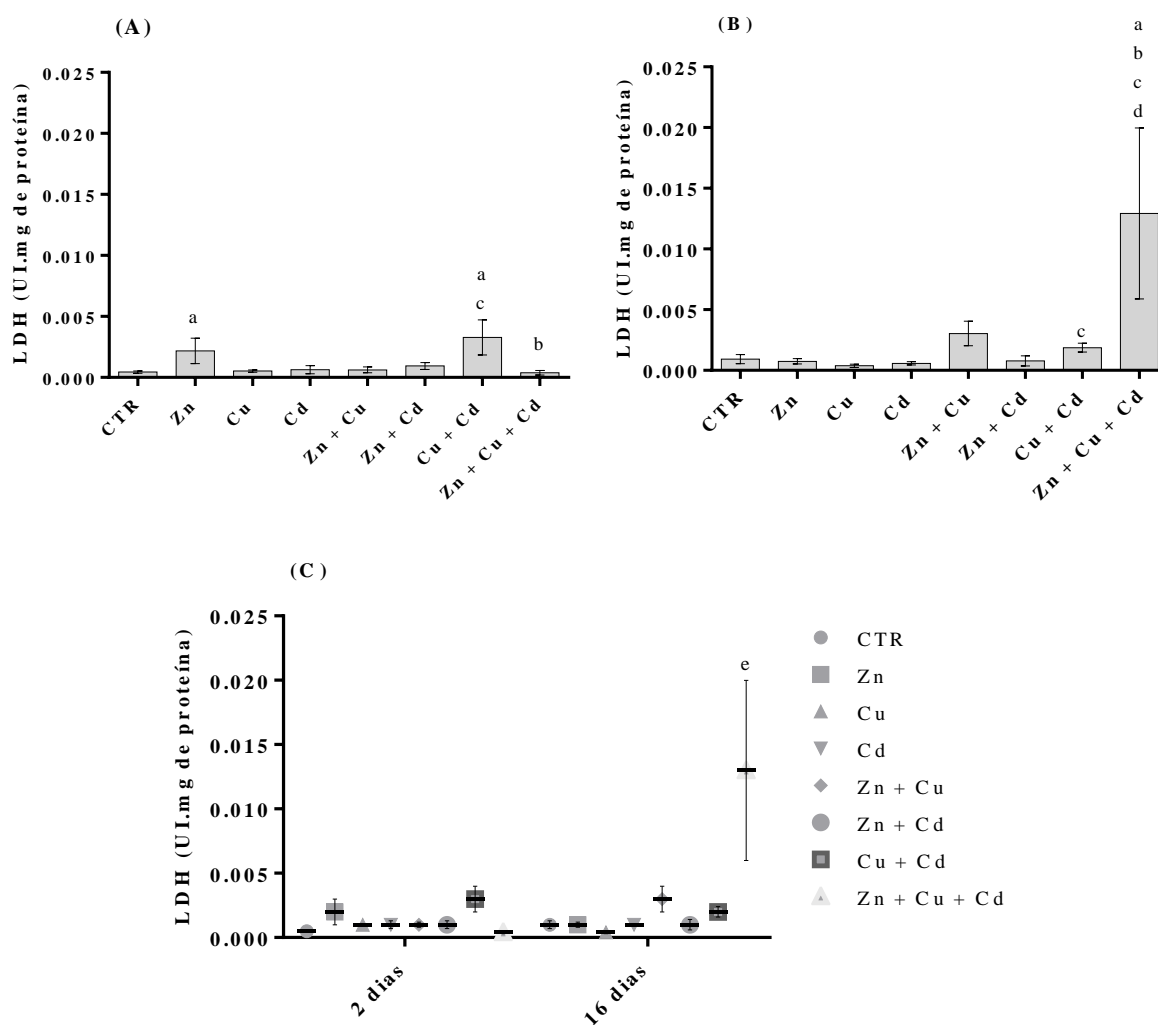 (A)
LDH (UI.mg de proteína)
0.025
0.020
0.015
0.010
0.005
0.000
a
a
c
b
CTR
Zn
Cu
Cd
Zn + Cu
Zn + Cd
Cu + Cd
Zn + Cu + Cd
(B)
LDH (UI.mg de proteína)
0.025
0.020
0.015
0.010
0.005
0.000
c
a
b
c
d
CTR
Zn
Cu
Cd
Zn + Cu
Zn + Cd
Cu + Cd
Zn + Cu + Cd
(C)
LDH (UI.mg de proteína)
0.025
0.020
0.015
0.010
0.005
0.000
e
2 dias
16 dias
CTR
Zn
Cu
Cd
Zn + Cu
Zn + Cd
Cu + Cd
Zn + Cu + Cd